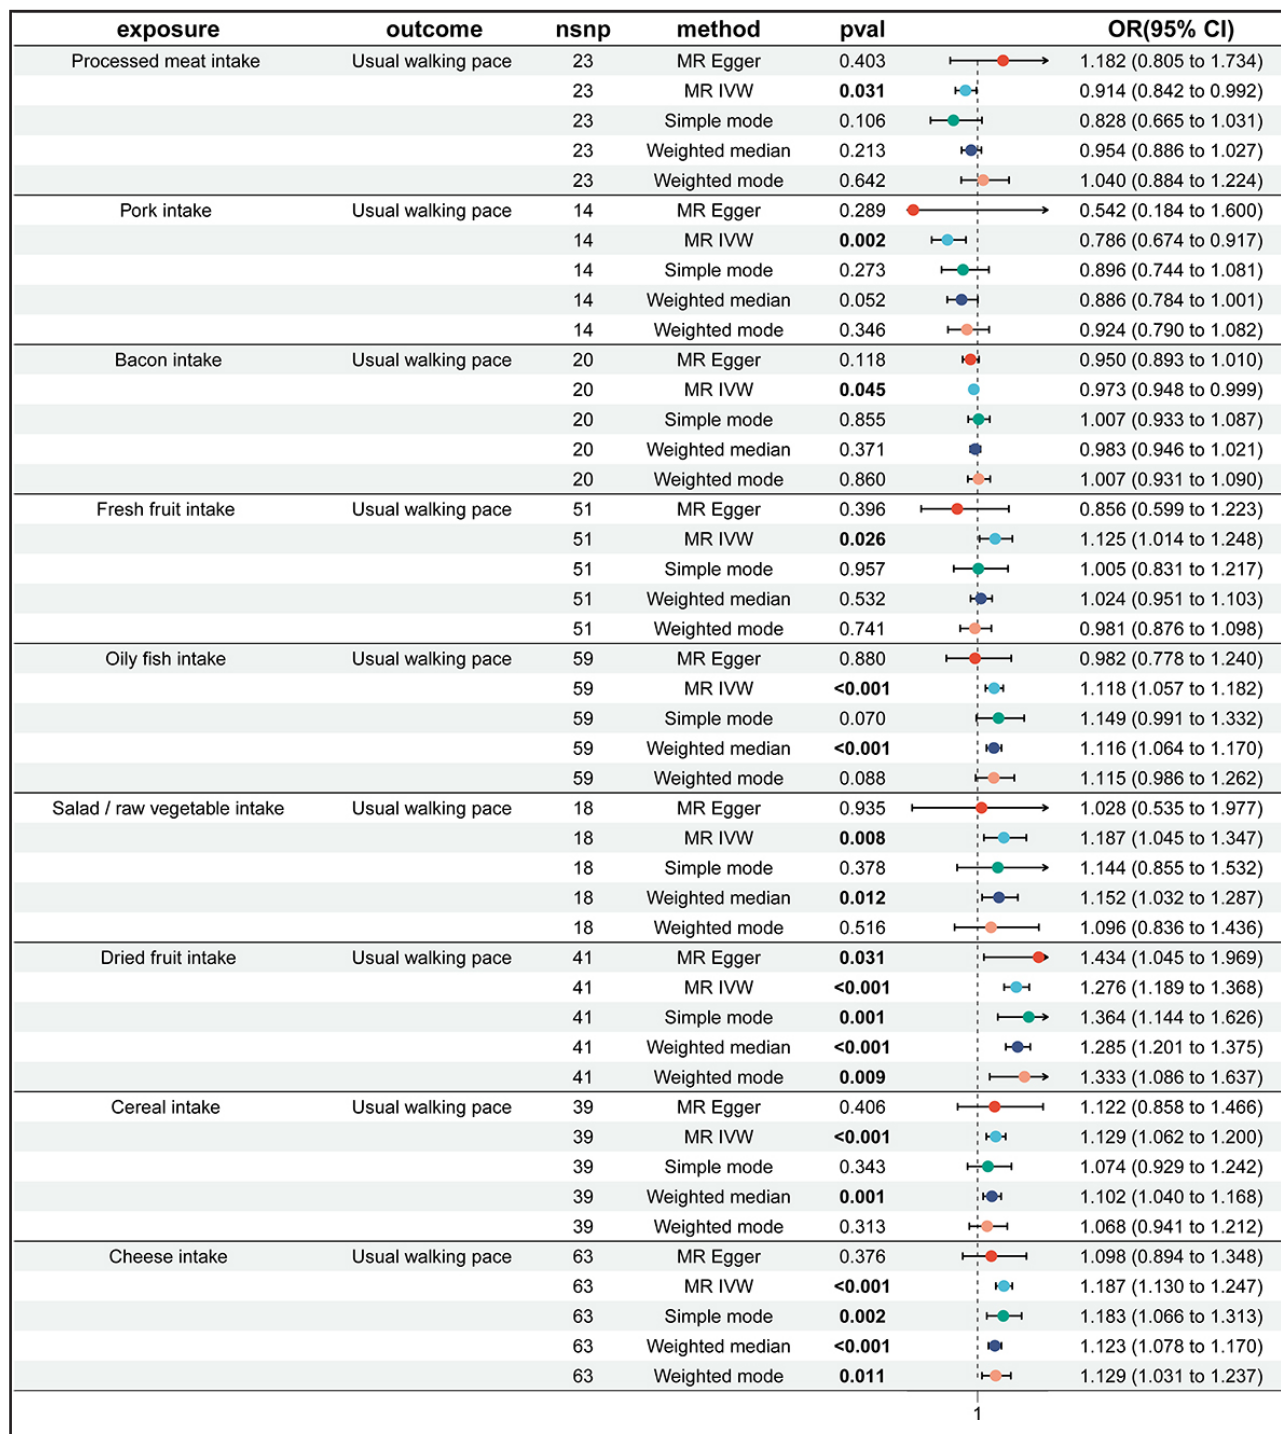 exposure outcome nsnp method pval OR(95% CI)
Processed meat intake Usual walking pace 23 MR Egger 0.403 1.182 (0.805 to 1.734)
23 MR IVW 0.031 0.914 (0.842 to 0.992)
23 Simple mode 0.106 0.828 (0.665 to 1.031)
23 Weighted median 0.213 0.954 (0.886 to 1.027)
23 Weighted mode 0.642 1.040 (0.884 to 1.224)
Pork intake Usual walking pace 14 MR Egger 0.289 0.542 (0.184 to 1.600)
14 MR IVW 0.002 0.786 (0.674 to 0.917)
14 Simple mode 0.273 0.896 (0.744 to 1.081)
14 Weighted median 0.052 0.886 (0.784 to 1.001)
14 Weighted mode 0.346 0.924 (0.790 to 1.082)
Bacon intake Usual walking pace 20 MR Egger 0.118 0.950 (0.893 to 1.010)
20 MR IVW 0.045 0.973 (0.948 to 0.999)
20 Simple mode 0.855 1.007 (0.933 to 1.087)
20 Weighted median 0.371 0.983 (0.946 to 1.021)
20 Weighted mode 0.860 1.007 (0.931 to 1.090)
Fresh fruit intake Usual walking pace 51 MR Egger 0.396 0.856 (0.599 to 1.223)
51 MR IVW 0.026 1.125 (1.014 to 1.248)
51 Simple mode 0.957 1.005 (0.831 to 1.217)
51 Weighted median 0.532 1.024 (0.951 to 1.103)
51 Weighted mode 0.741 0.981 (0.876 to 1.098)
Oily fish intake Usual walking pace 59 MR Egger 0.880 0.982 (0.778 to 1.240)
59 MR IVW <0.001 1.118 (1.057 to 1.182)
59 Simple mode 0.070 1.149 (0.991 to 1.332)
59 Weighted median <0.001 1.116 (1.064 to 1.170)
59 Weighted mode 0.088 1.115 (0.986 to 1.262)
Salad / raw vegetable intake Usual walking pace 18 MR Egger 0.935 1.028 (0.535 to 1.977)
18 MR IVW 0.008 1.187 (1.045 to 1.347)
18 Simple mode 0.378 1.144 (0.855 to 1.532)
18 Weighted median 0.012 1.152 (1.032 to 1.287)
18 Weighted mode 0.516 1.096 (0.836 to 1.436)
Dried fruit intake Usual walking pace 41 MR Egger 0.031 1.434 (1.045 to 1.969)
41 MR IVW <0.001 1.276 (1.189 to 1.368)
41 Simple mode 0.001 1.364 (1.144 to 1.626)
41 Weighted median <0.001 1.285 (1.201 to 1.375)
41 Weighted mode 0.009 1.333 (1.086 to 1.637)
Cereal intake Usual walking pace 39 MR Egger 0.406 1.122 (0.858 to 1.466)
39 MR IVW <0.001 1.129 (1.062 to 1.200)
39 Simple mode 0.343 1.074 (0.929 to 1.242)
39 Weighted median 0.001 1.102 (1.040 to 1.168)
39 Weighted mode 0.313 1.068 (0.941 to 1.212)
Cheese intake Usual walking pace 63 MR Egger 0.376 1.098 (0.894 to 1.348)
63 MR IVW <0.001 1.187 (1.130 to 1.247)
63 Simple mode 0.002 1.183 (1.066 to 1.313)
63 Weighted median <0.001 1.123 (1.078 to 1.170)
63 Weighted mode 0.011 1.129 (1.031 to 1.237)
1